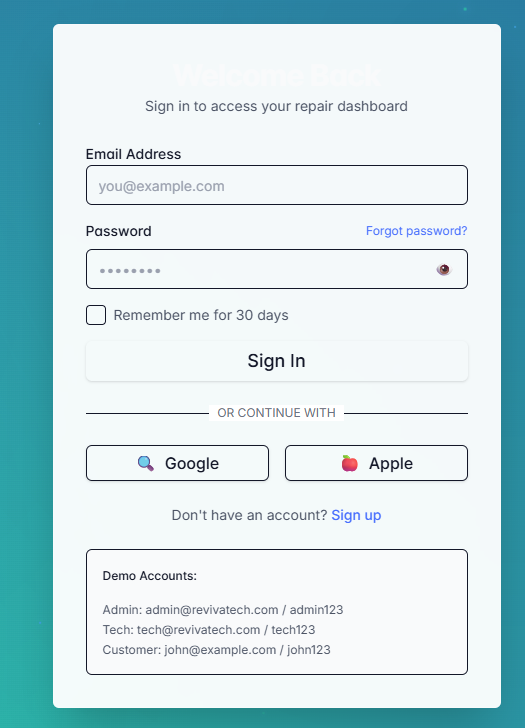 Welcome Back
Sign in to access your repair dashboard
Email Address
you@example.com
Password
Forgot password?
••••••••
Remember me for 30 days
Sign In
OR CONTINUE WITH
Google
Apple
Don't have an account? Sign up
Demo Accounts:
Admin: admin@revivatech.com / admin123
Tech: tech@revivatech.com / tech123
Customer: john@example.com / john123